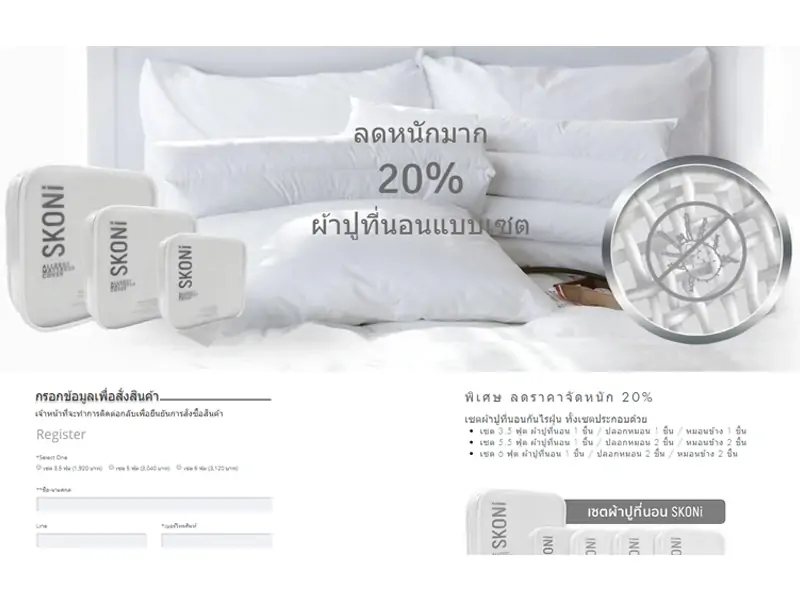 ลดหนักมาก
20%
ผ้าปูที่นอนแบบเซต
SKONi
ALLERGY
MATTRESS
COVER
SKONi
SKONi
กรอกข้อมูลเพื่อสั่งสินค้า
เจ้าหน้าที่จะทำการติดต่อกลับเพื่อยืนยันการสั่งซื้อสินค้า
Register
*Select One
เซต 3.5 ฟุต (1,920 บาท) เซต 5 ฟุต (3,040 บาท) เซต 6 ฟุต (3,120 บาท)
**ชื่อ-นามสกุล
Line *เบอร์โทรศัพท์
พิเศษ ลดราคาจัดหนัก 20%
เซตผ้าปูที่นอนกันไรฝุ่น ทั้งเซตประกอบด้วย
เซต 3.5 ฟุต ผ้าปูที่นอน 1 ชิ้น / ปลอกหมอน 1 ชิ้น / หมอนข้าง 1 ชิ้น
เซต 5.5 ฟุต ผ้าปูที่นอน 1 ชิ้น / ปลอกหมอน 2 ชิ้น / หมอนข้าง 2 ชิ้น
เซต 6 ฟุต ผ้าปูที่นอน 1 ชิ้น / ปลอกหมอน 2 ชิ้น / หมอนข้าง 2 ชิ้น
เซตผ้าปูที่นอน SKONi
SKONi